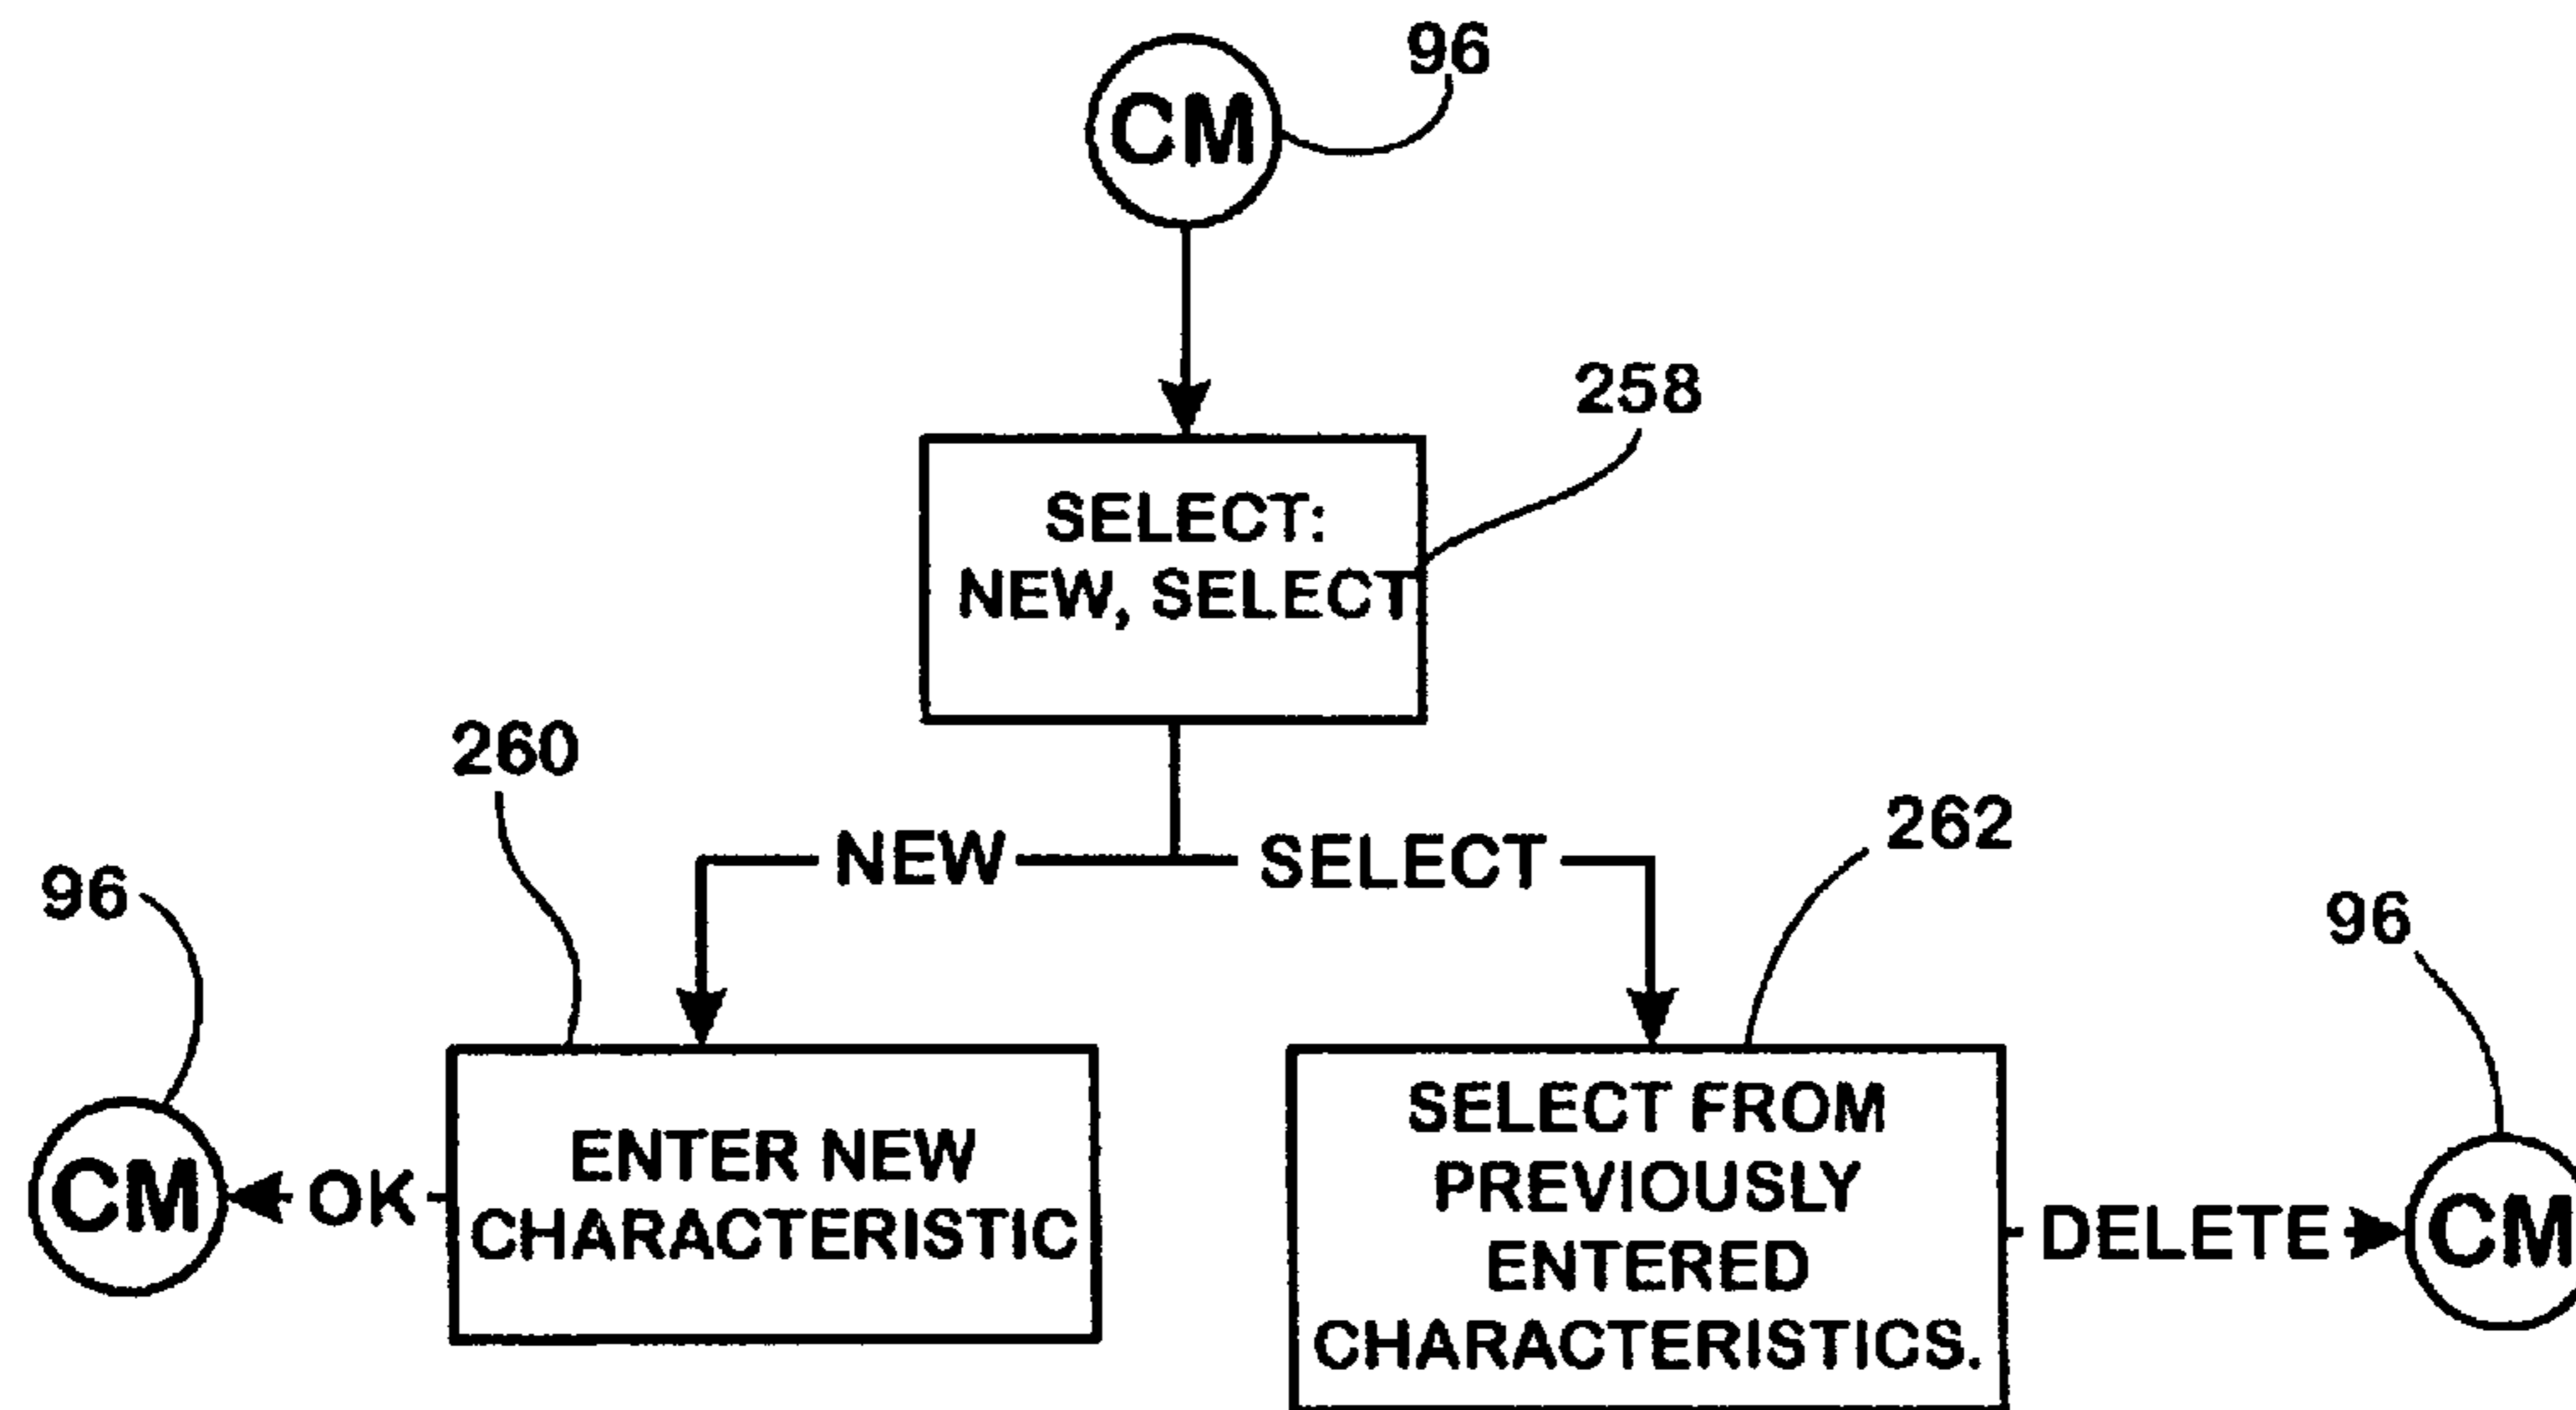 96
CM
258
SELECT:
NEW, SELECT
260
NEW
SELECT
262
96
96
CM
OK
ENTER NEW
CHARACTERISTIC
SELECT FROM
PREVIOUSLY
ENTERED
CHARACTERISTICS.
DELETE
CM